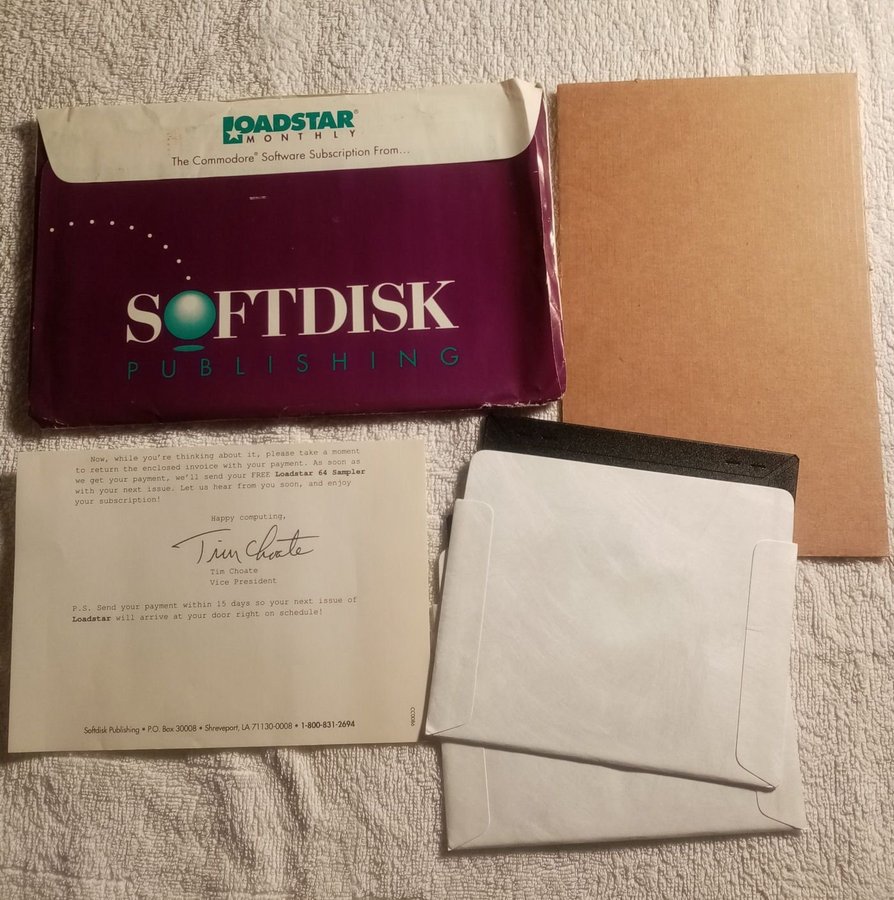 LOADSTAR®
MONTHLY
The Commodore® Software Subscription From...
SOFTDISK
PUBLISHING
Now, while you're thinking about it, please take a moment
to return the enclosed invoice with your payment. As soon as
we get your payment, we'll send your FREE Loadstar 64 Sampler
with your next issue. Let us hear from you soon, and enjoy
your subscription!
Happy computing,
Tim Choate
Tim Choate
Vice President
P.S. Send your payment within 15 days so your next issue of
Loadstar will arrive at your door right on schedule!
Softdisk Publishing • P.O. Box 30008 • Shreveport, LA 71130-0008 • 1-800-831-2694